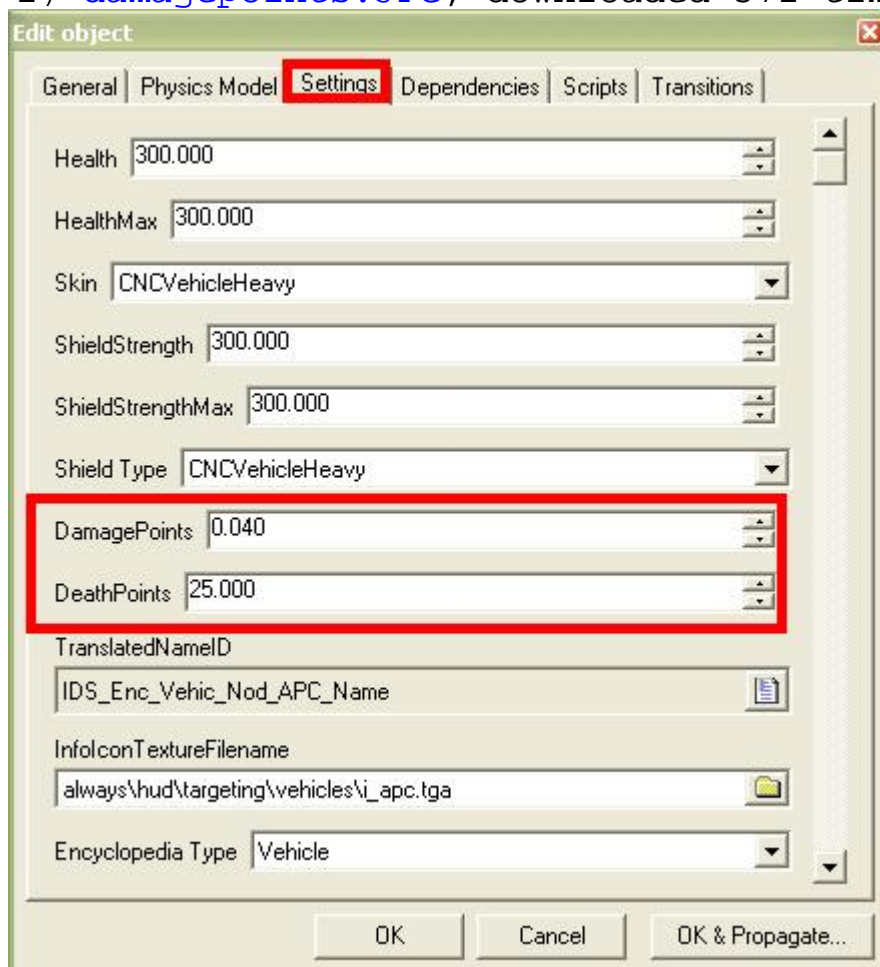 Edit object
General Physics Model Settings Dependencies Scripts Transitions
Health 300.000
HealthMax 300.000
Skin CNCVehicleHeavy
ShieldStrength 300.000
ShieldStrengthMax 300.000
Shield Type CNCVehicleHeavy
DamagePoints 0.040
DeathPoints 25.000
TranslatedNameID
IDS_Enc_Vehic_Nod_APC_Name
InfoIconTextureFilename
always\hud\targeting\vehicles\i_apc.tga
Encyclopedia Type Vehicle
OK Cancel OK & Propagate...